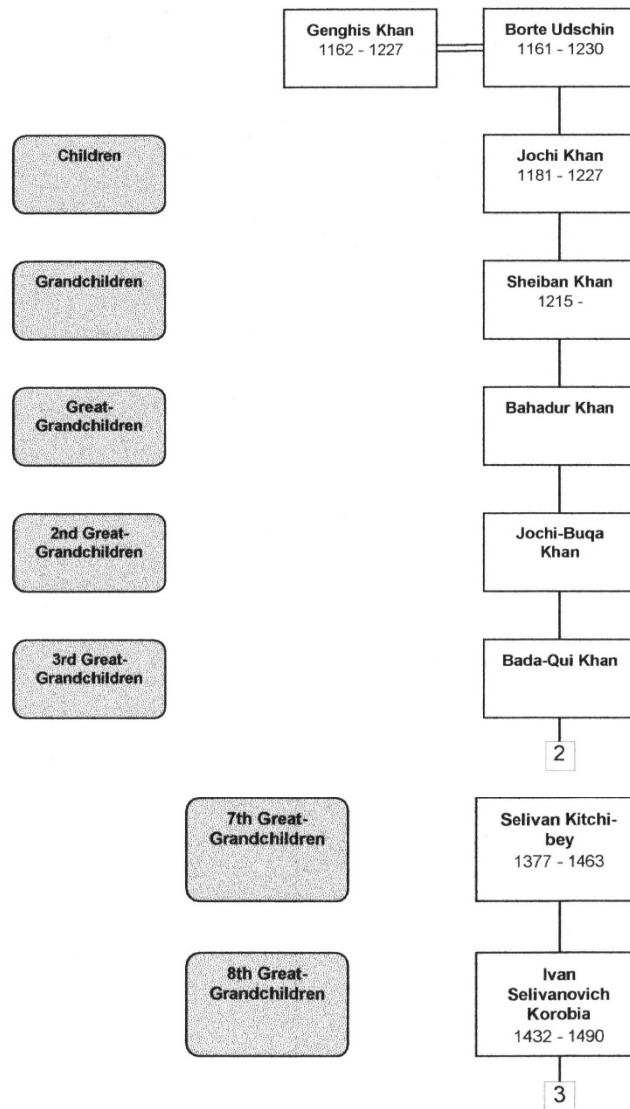 Genghis Khan
1162 - 1227
Borte Udschin
1161 - 1230
Children
Jochi Khan
1181 - 1227
Grandchildren
Sheiban Khan
1215 -
Great-
Grandchildren
Bahadur Khan
2nd Great-
Grandchildren
Jochi-Buqa
Khan
3rd Great-
Grandchildren
Bada-Qui Khan
2
7th Great-
Grandchildren
Selivan Kitchi-
bey
1377 - 1463
8th Great-
Grandchildren
Ivan
Selivanovich
Korobia
1432 - 1490
3